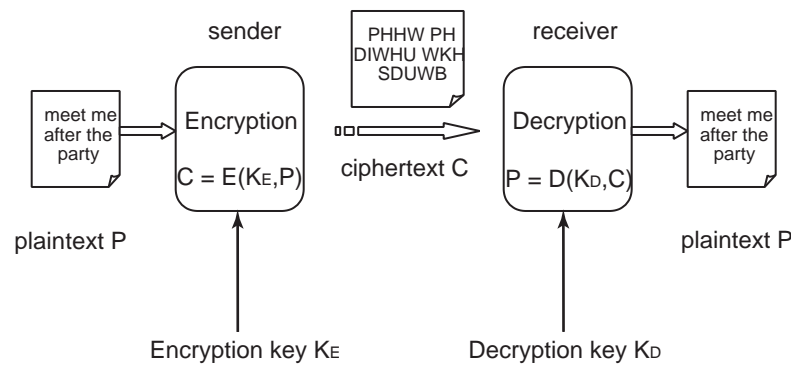 sender
receiver
PHHW PH
DIWHU WKH
SDUWB
meet me
after the
party
Encryption
C = E(KE,P)
ciphertext C
Decryption
P = D(KD,C)
meet me
after the
party
plaintext P
plaintext P
Encryption key KE
Decryption key KD